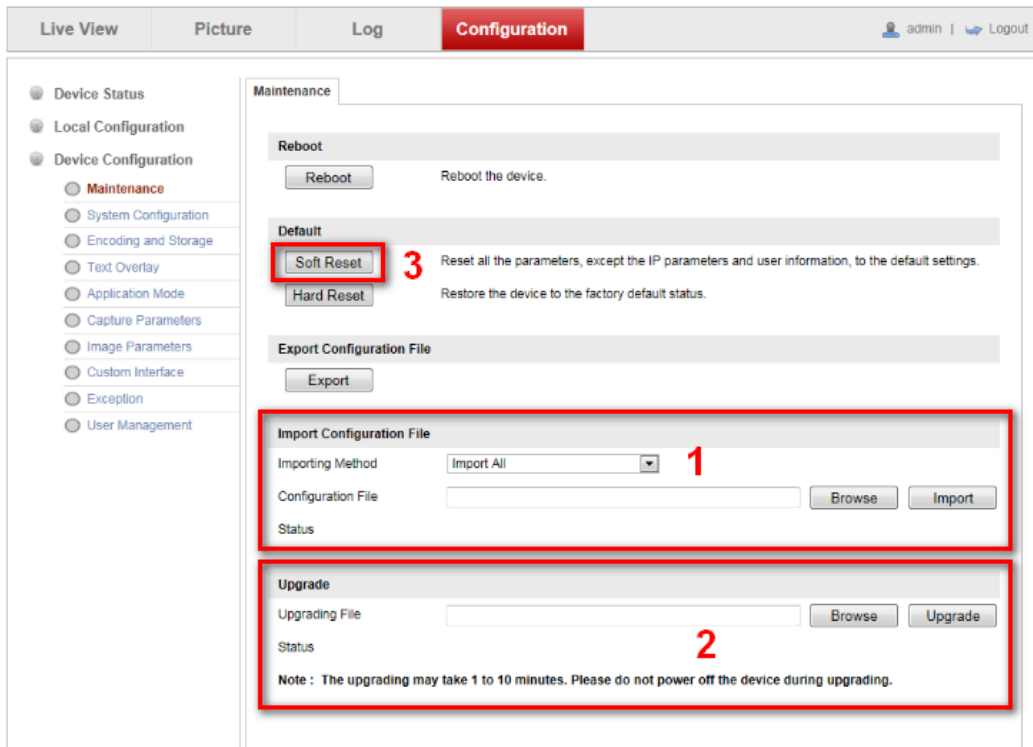 Live View Picture Log Configuration admin | Logout
Device Status
Local Configuration
Device Configuration
Maintenance
System Configuration
Encoding and Storage
Text Overlay
Application Mode
Capture Parameters
Image Parameters
Custom Interface
Exception
User Management
Maintenance
Reboot
Reboot Reboot the device.
Default
Soft Reset 3 Reset all the parameters, except the IP parameters and user information, to the default settings.
Hard Reset Restore the device to the factory default status.
Export Configuration File
Export
Import Configuration File
Importing Method Import All 1
Configuration File Browse Import
Status
Upgrade
Upgrading File Browse Upgrade
Status 2
Note : The upgrading may take 1 to 10 minutes. Please do not power off the device during upgrading.